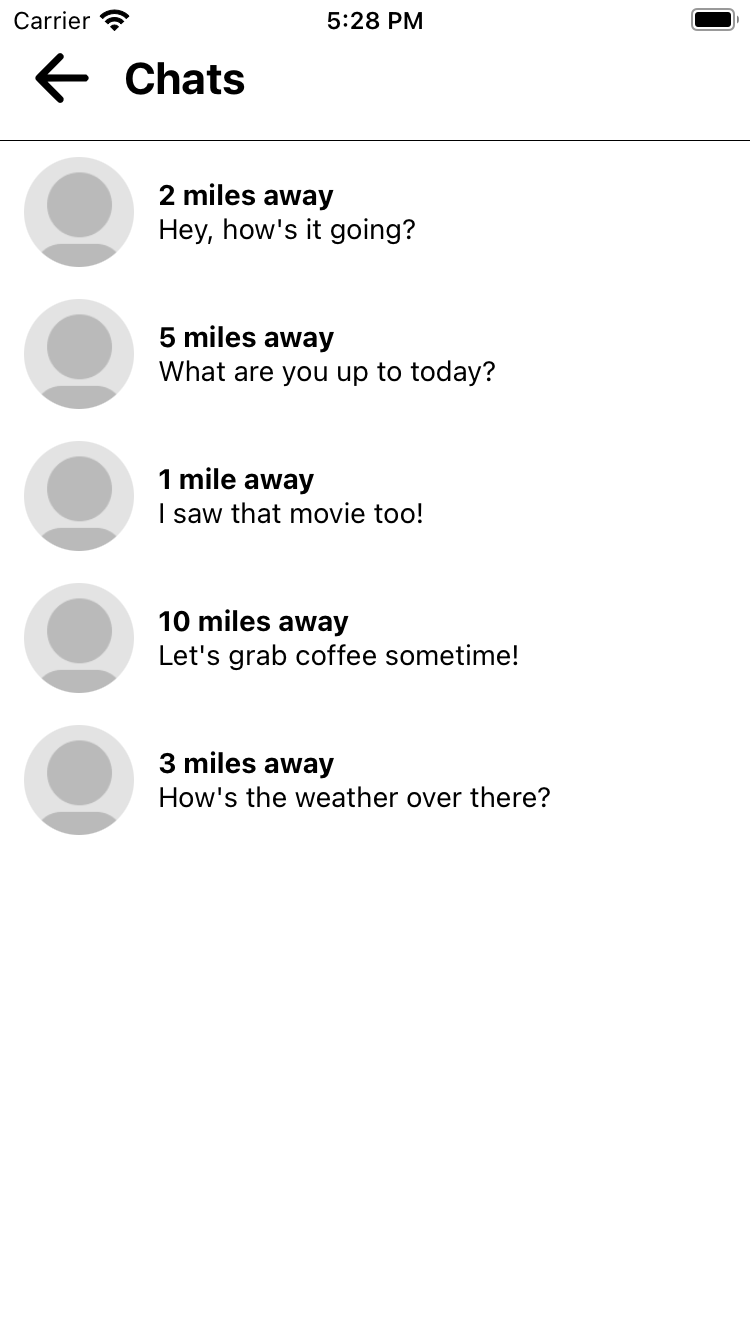 Carrier 5:28 PM
Chats
2 miles away
Hey, how's it going?
5 miles away
What are you up to today?
1 mile away
I saw that movie too!
10 miles away
Let's grab coffee sometime!
3 miles away
How's the weather over there?